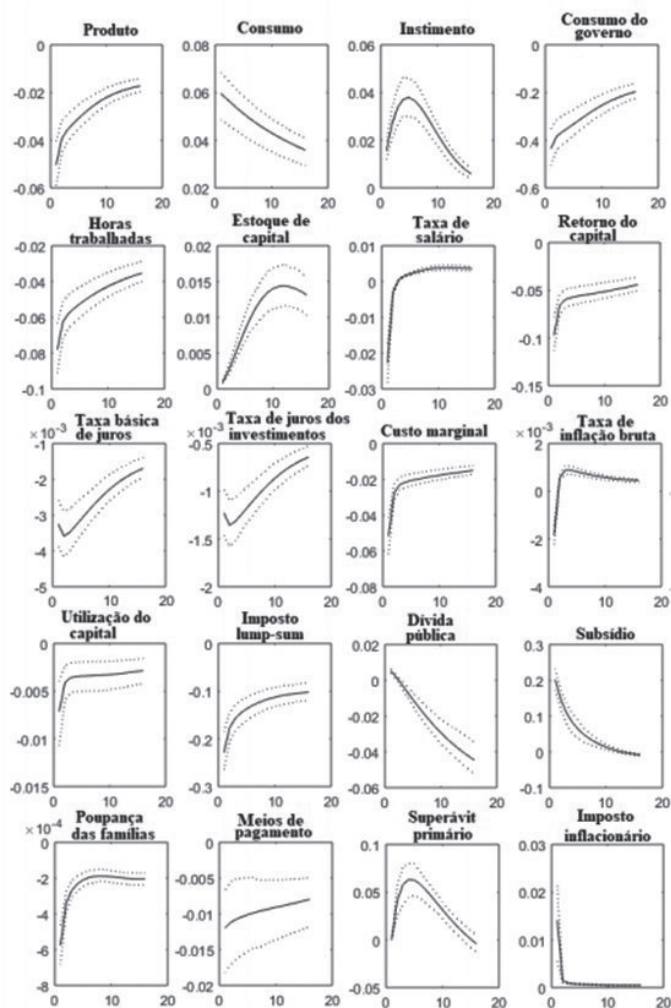 Produto
0
-0.02
-0.04
-0.06
0 10 20
Consumo
0.08
0.06
0.04
0.02
0 10 20
Instimento
0.06
0.04
0.02
0
0 10 20
Consumo do
governo
0
-0.2
-0.4
-0.6
0 10 20
Horas
trabalhadas
-0.02
-0.04
-0.06
-0.08
-0.1
0 10 20
Estoque de
capital
0.02
0.015
0.01
0.005
0
0 10 20
Taxa de
salário
0.01
0
-0.01
-0.02
-0.03
0 10 20
Retorno do
capital
0
-0.05
-0.1
-0.15
0 10 20
Taxa básica
de juros
× 10-3
-1
-2
-3
-4
-5
0 10 20
Taxa de juros dos
investimentos
× 10-3
-0.5
-1
-1.5
-2
0 10 20
Custo marginal
0
-0.02
-0.04
-0.06
-0.08
0 10 20
Taxa de
inflação bruta
× 10-3
2
0
-2
-4
0 10 20
Utilização do
capital
0
-0.005
-0.01
-0.015
0 10 20
Imposto
lump-sum
0
-0.1
-0.2
-0.3
0 10 20
Dívida
pública
0.02
0
-0.02
-0.04
-0.06
0 10 20
Subsídio
0.3
0.2
0.1
0
-0.1
0 10 20
Poupança
das famílias
× 10-4
0
-2
-4
-6
-8
0 10 20
Meios de
pagamento
0
-0.005
-0.01
-0.015
-0.02
0 10 20
Superávit
primário
0.1
0.05
0
-0.05
0 10 20
Imposto
inflacionário
0.03
0.02
0.01
0
0 10 20